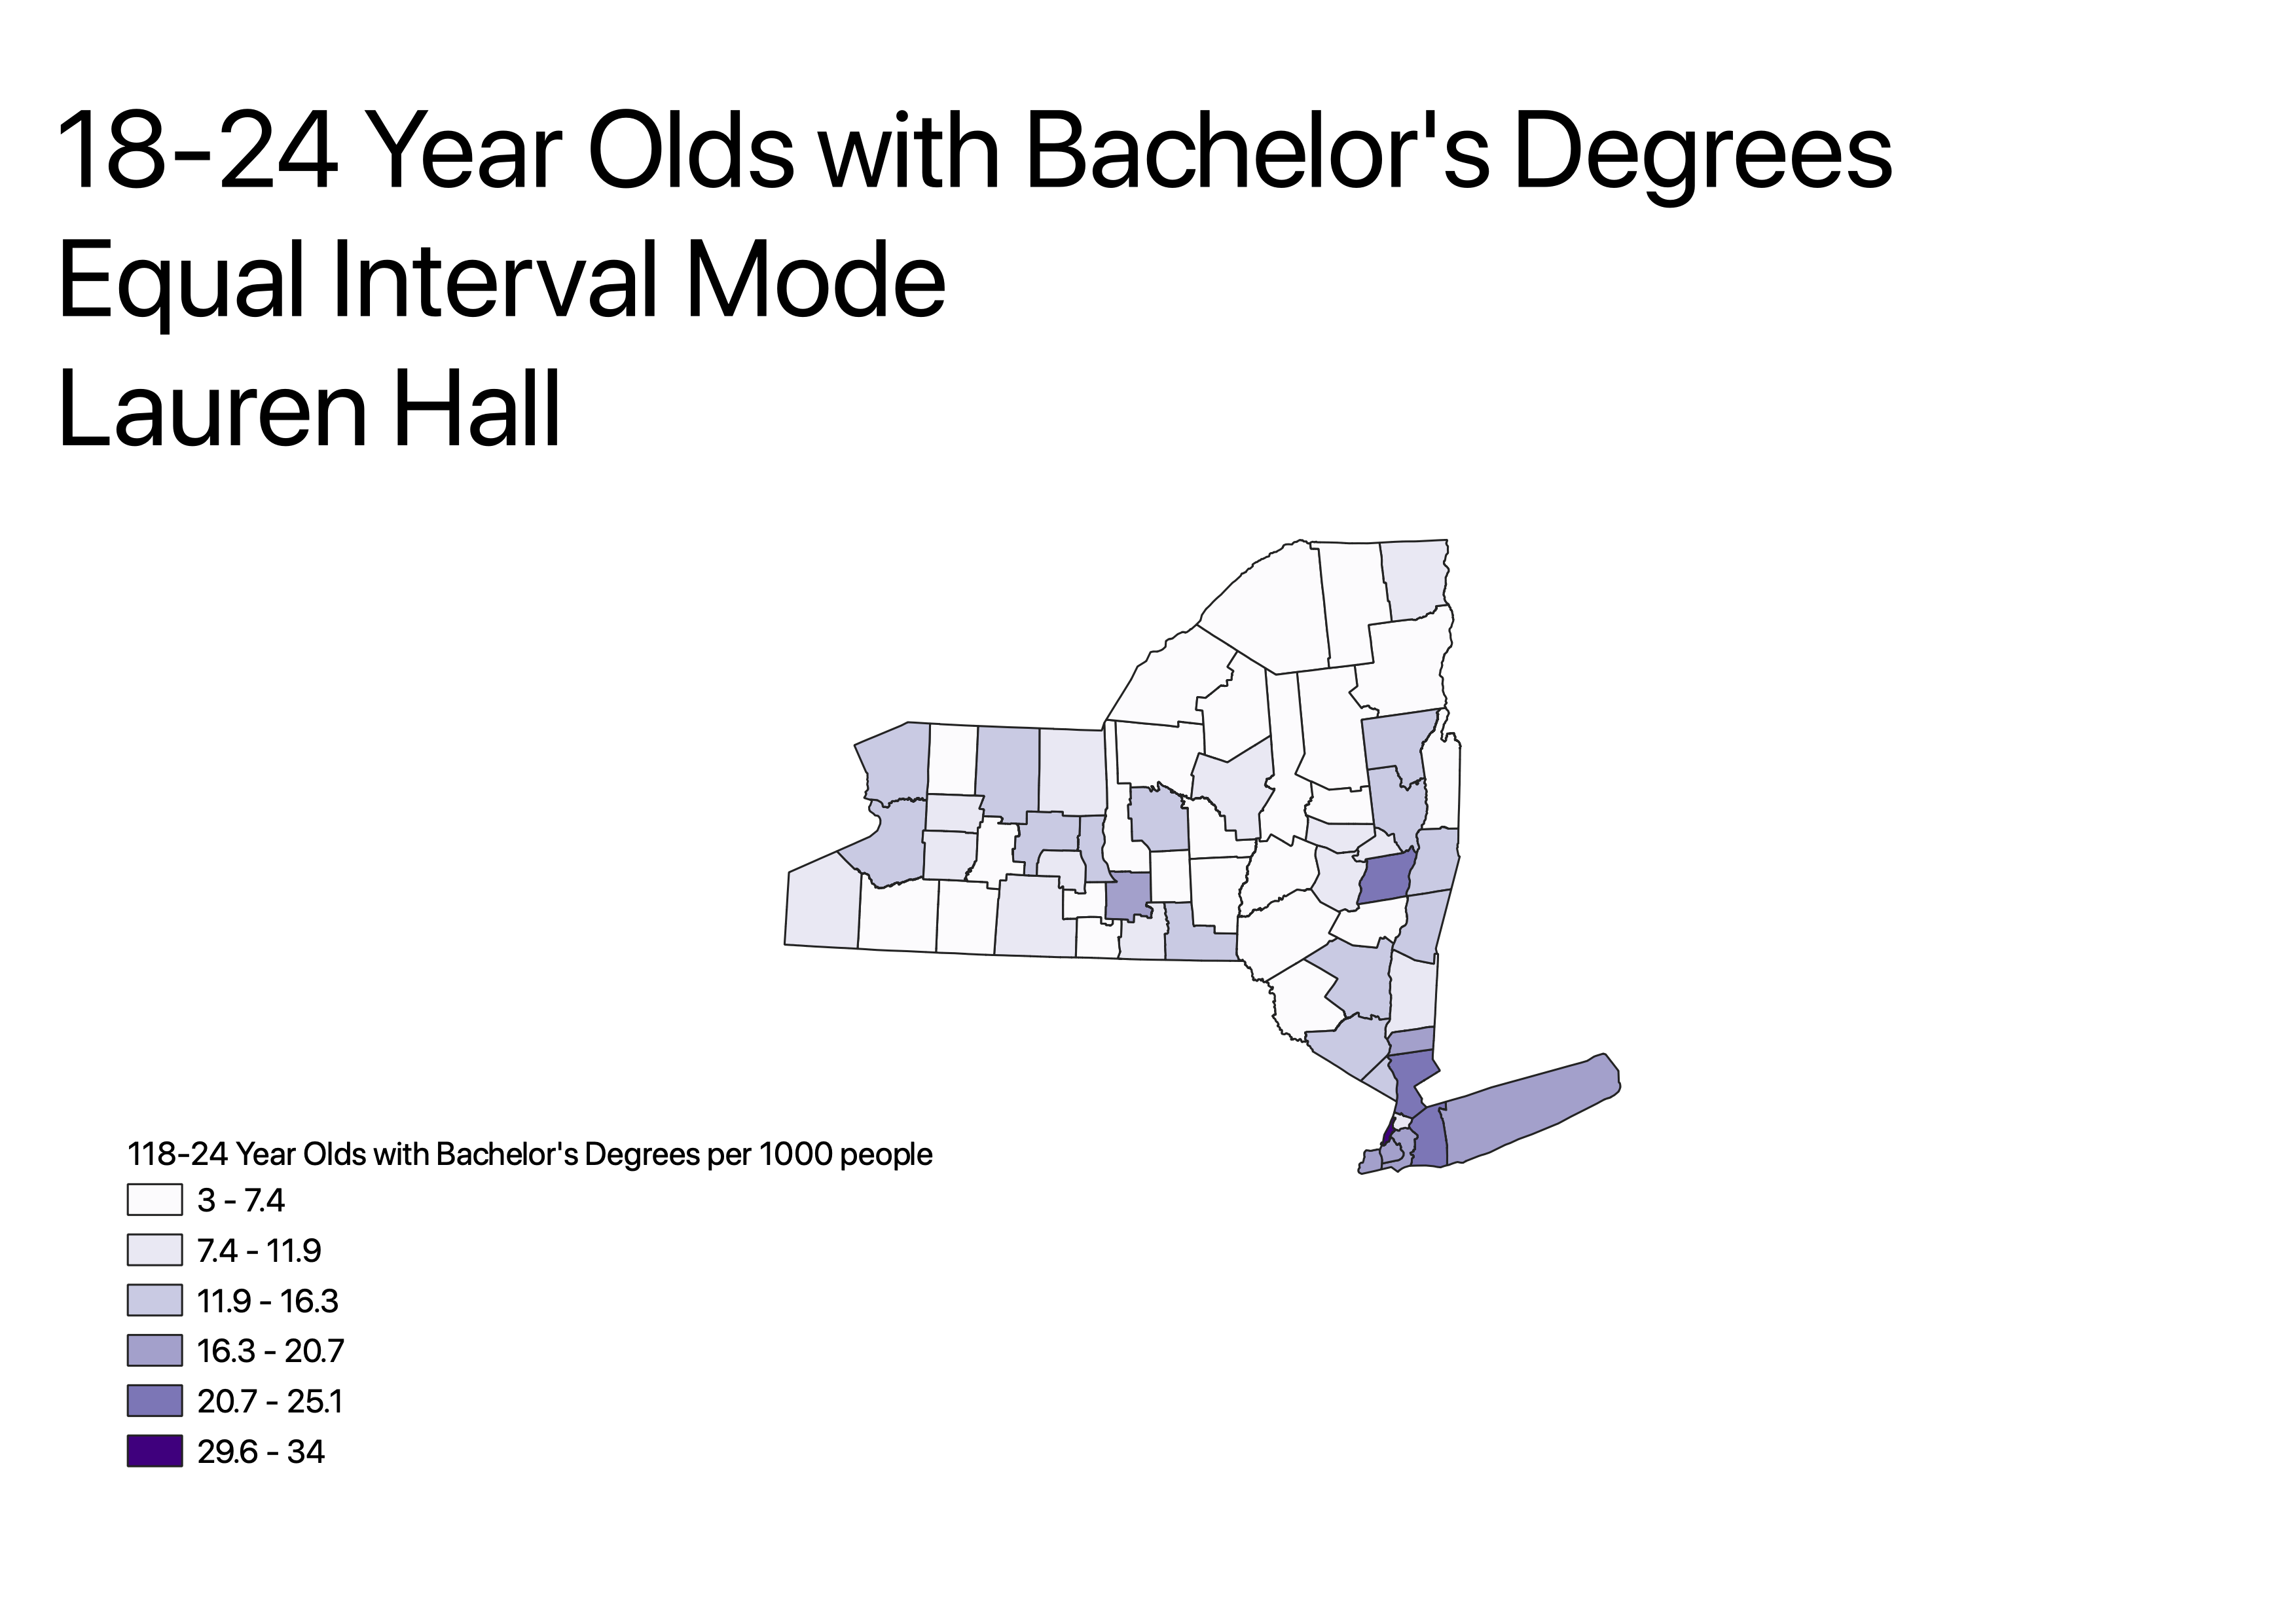 18-24 Year Olds with Bachelor's Degrees
Equal Interval Mode
Lauren Hall
118-24 Year Olds with Bachelor's Degrees per 1000 people
3 - 7.4
7.4 - 11.9
11.9 - 16.3
16.3 - 20.7
20.7 - 25.1
29.6 - 34